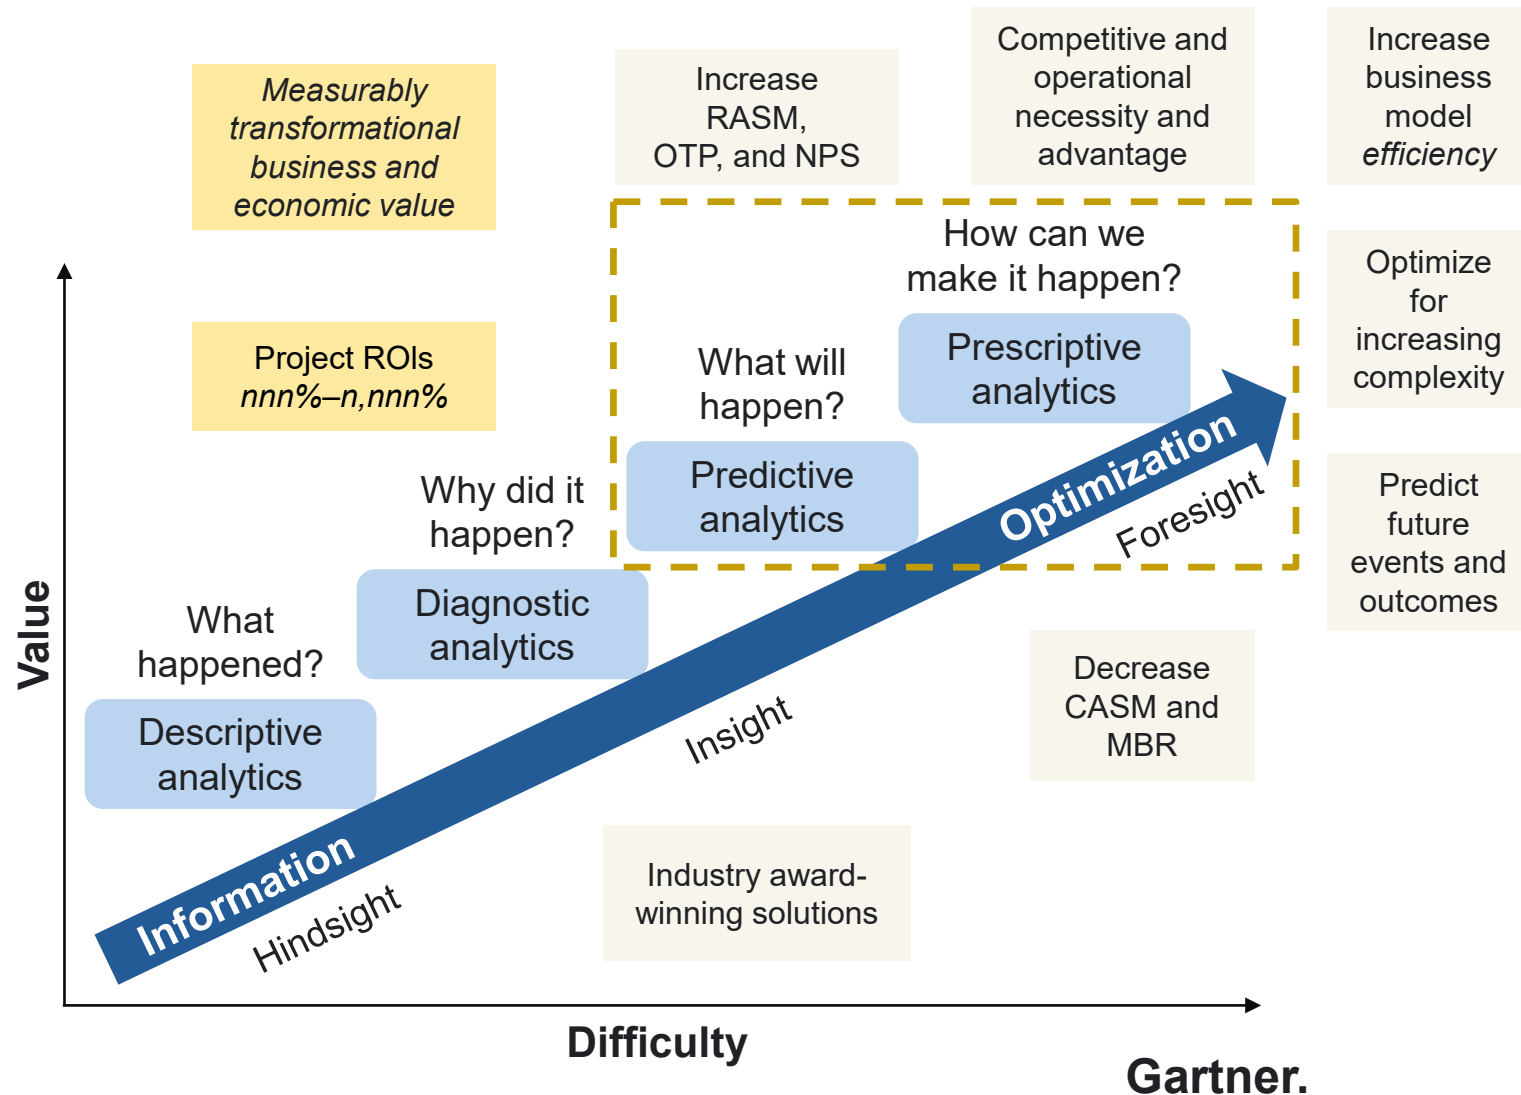 Measurably
transformational
business and
economic value
Increase
RASM,
OTP, and NPS
Competitive and
operational
necessity and
advantage
Increase
business
model
efficiency
Project ROIs
nnn%–n,nnn%
How can we
make it happen?
Prescriptive
analytics
Optimize
for
increasing
complexity
What will
happen?
Predictive
analytics
Why did it
happen?
Diagnostic
analytics
What
happened?
Descriptive
analytics
Information
Optimization
Hindsight
Insight
Foresight
Predict
future
events and
outcomes
Decrease
CASM and
MBR
Industry award-
winning solutions
Value
Difficulty
Gartner.